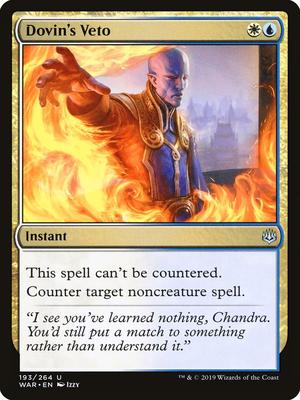 Dovin's Veto
Instant
This spell can't be countered.
Counter target noncreature spell.
"I see you've learned nothing, Chandra.
You'd still put a match to something
rather than understand it."
193/264 U
WAR • EN Izzy
™ & © 2019 Wizards of the Coast